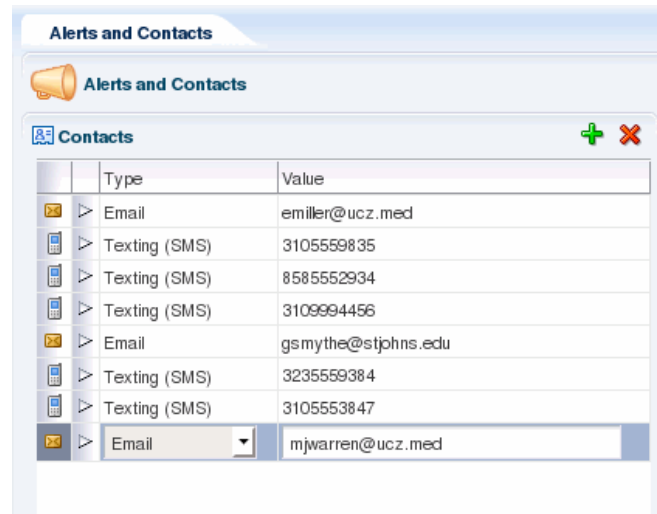 Alerts and Contacts
Alerts and Contacts
Contacts
Type Value
Email emiller@ucz.med
Texting (SMS) 3105559835
Texting (SMS) 8585552934
Texting (SMS) 3109994456
Email gsmythe@stjohns.edu
Texting (SMS) 3235559384
Texting (SMS) 3105553847
Email mjwarren@ucz.med